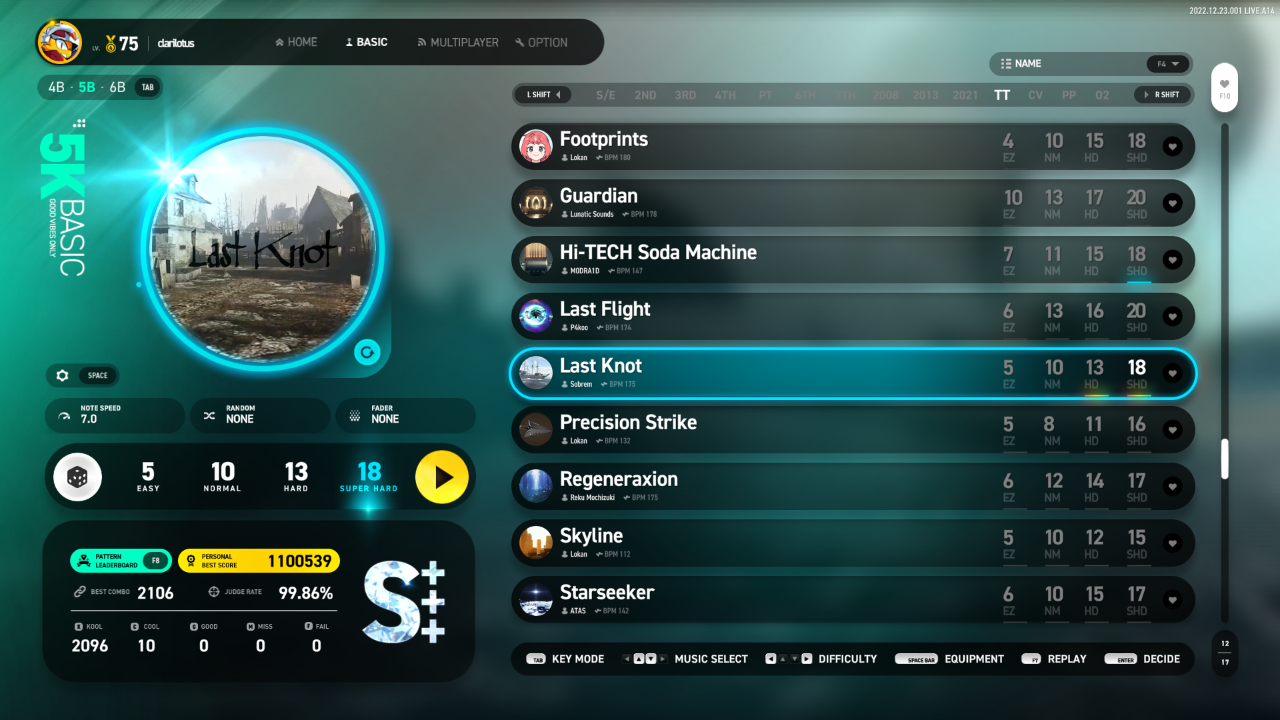 2022.12.23.001 LIVE.A14
LV. 75 darilotus
HOME BASIC MULTIPLAYER OPTION
NAME F4
4B · 5B · 6B TAB
L SHIFT S/E 2ND 3RD 4TH PT 6TH 2008 2013 2021 TT CV PP O2 R SHIFT
F10
5K BASIC
GOOD VIBES ONLY
Last Knot
Footprints
Lokan BPM 180
4 10 15 18
EZ NM HD SHD
Guardian
Lunatic Sounds BPM 178
10 13 17 20
EZ NM HD SHD
Hi-TECH Soda Machine
M0DRA1D BPM 147
7 11 15 18
EZ NM HD SHD
Last Flight
P4koo BPM 174
6 13 16 20
EZ NM HD SHD
Last Knot
Sobrem BPM 175
5 10 13 18
EZ NM HD SHD
Precision Strike
Lokan BPM 132
5 8 11 16
EZ NM HD SHD
Regeneraxion
Roku Mochizuki BPM 175
6 12 14 17
EZ NM HD SHD
Skyline
Lokan BPM 112
5 10 12 15
EZ NM HD SHD
Starseeker
ATAS BPM 142
6 10 15 17
EZ NM HD SHD
12
17
SPACE
NOTE SPEED
7.0
RANDOM
NONE
FADER
NONE
5 10 13 18
EASY NORMAL HARD SUPER HARD
PATTERN
LEADERBOARD F8
PERSONAL
BEST SCORE 1100539
BEST COMBO 2106 JUDGE RATE 99.86%
K KOOL C COOL G GOOD M MISS F FAIL
2096 10 0 0 0
S+++
TAB KEY MODE MUSIC SELECT DIFFICULTY SPACE BAR EQUIPMENT F7 REPLAY ENTER DECIDE